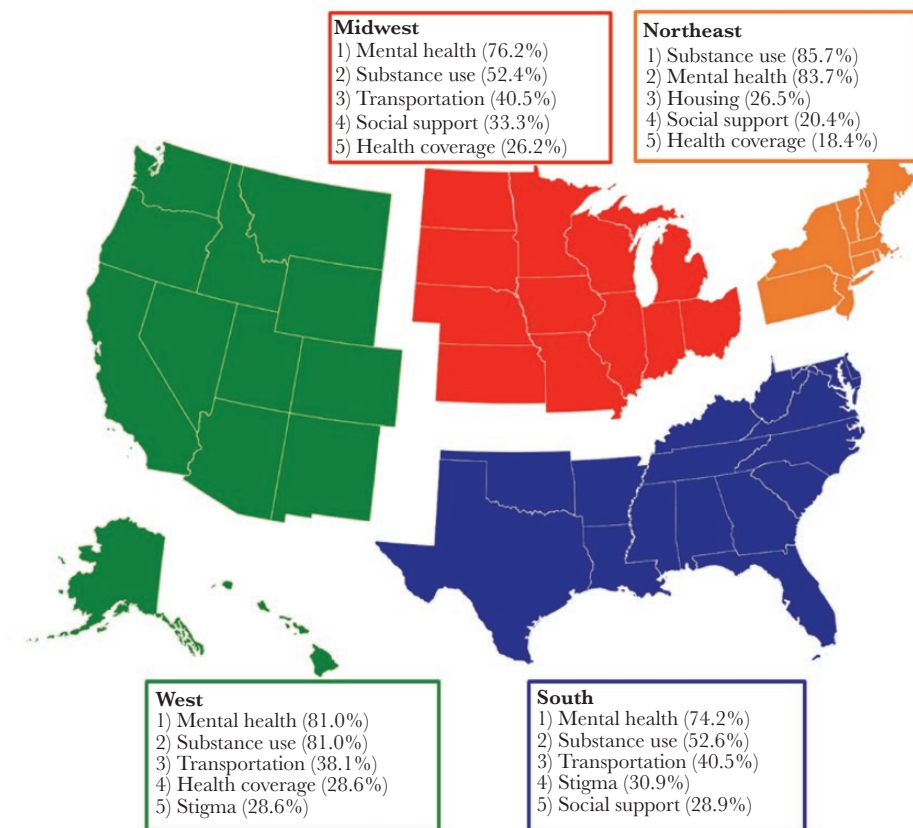 Midwest
1) Mental health (76.2%)
2) Substance use (52.4%)
3) Transportation (40.5%)
4) Social support (33.3%)
5) Health coverage (26.2%)
Northeast
1) Substance use (85.7%)
2) Mental health (83.7%)
3) Housing (26.5%)
4) Social support (20.4%)
5) Health coverage (18.4%)
West
1) Mental health (81.0%)
2) Substance use (81.0%)
3) Transportation (38.1%)
4) Health coverage (28.6%)
5) Stigma (28.6%)
South
1) Mental health (74.2%)
2) Substance use (52.6%)
3) Transportation (40.5%)
4) Stigma (30.9%)
5) Social support (28.9%)